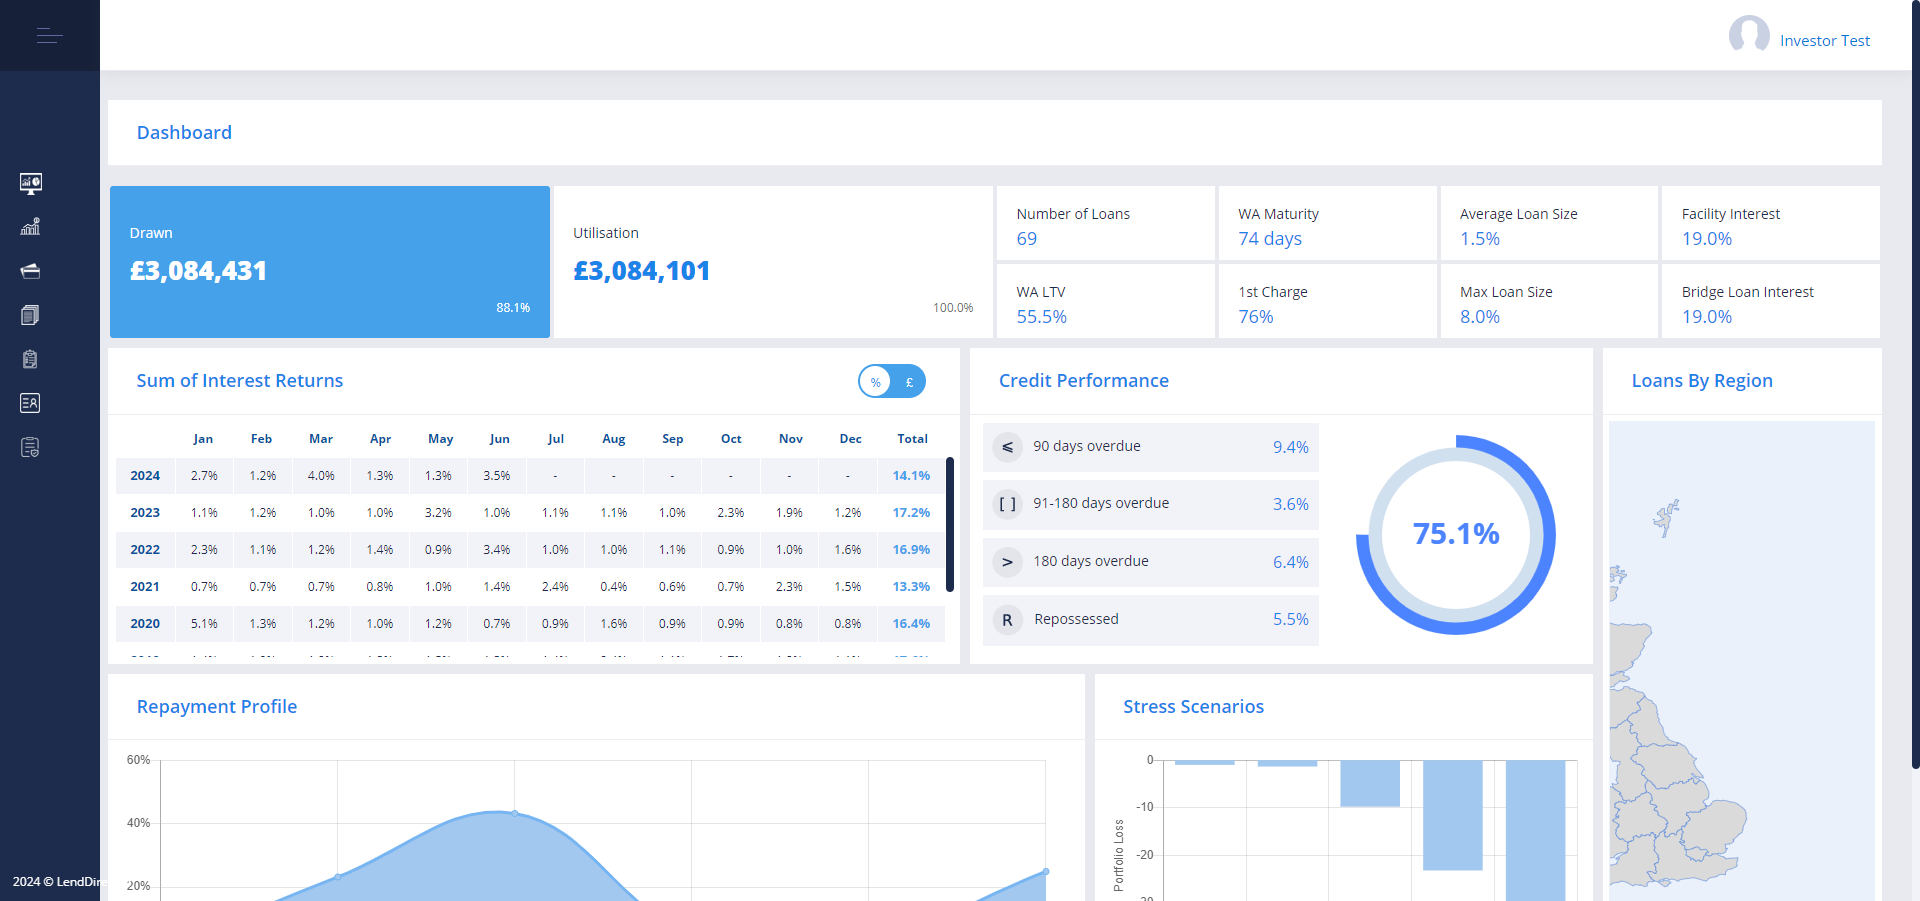 Investor Test
Dashboard
Drawn
£3,084,431
88.1%
Utilisation
£3,084,101
100.0%
Number of Loans
69
WA Maturity
74 days
Average Loan Size
1.5%
Facility Interest
19.0%
WA LTV
55.5%
1st Charge
76%
Max Loan Size
8.0%
Bridge Loan Interest
19.0%
Sum of Interest Returns
% £
Jan Feb Mar Apr May Jun Jul Aug Sep Oct Nov Dec Total
2024 2.7% 1.2% 4.0% 1.3% 1.3% 3.5% - - - - - - 14.1%
2023 1.1% 1.2% 1.0% 1.0% 3.2% 1.0% 1.1% 1.1% 1.0% 2.3% 1.9% 1.2% 17.2%
2022 2.3% 1.1% 1.2% 1.4% 0.9% 3.4% 1.0% 1.0% 1.1% 0.9% 1.0% 1.6% 16.9%
2021 0.7% 0.7% 0.7% 0.8% 1.0% 1.4% 2.4% 0.4% 0.6% 0.7% 2.3% 1.5% 13.3%
2020 5.1% 1.3% 1.2% 1.0% 1.2% 0.7% 0.9% 1.6% 0.9% 0.9% 0.8% 0.8% 16.4%
Credit Performance
⩽ 90 days overdue 9.4%
[ ] 91-180 days overdue 3.6%
> 180 days overdue 6.4%
R Repossessed 5.5%
75.1%
Loans By Region
Repayment Profile
60%
40%
20%
Stress Scenarios
0
-10
-20
Portfolio Loss
2024 © LendDire